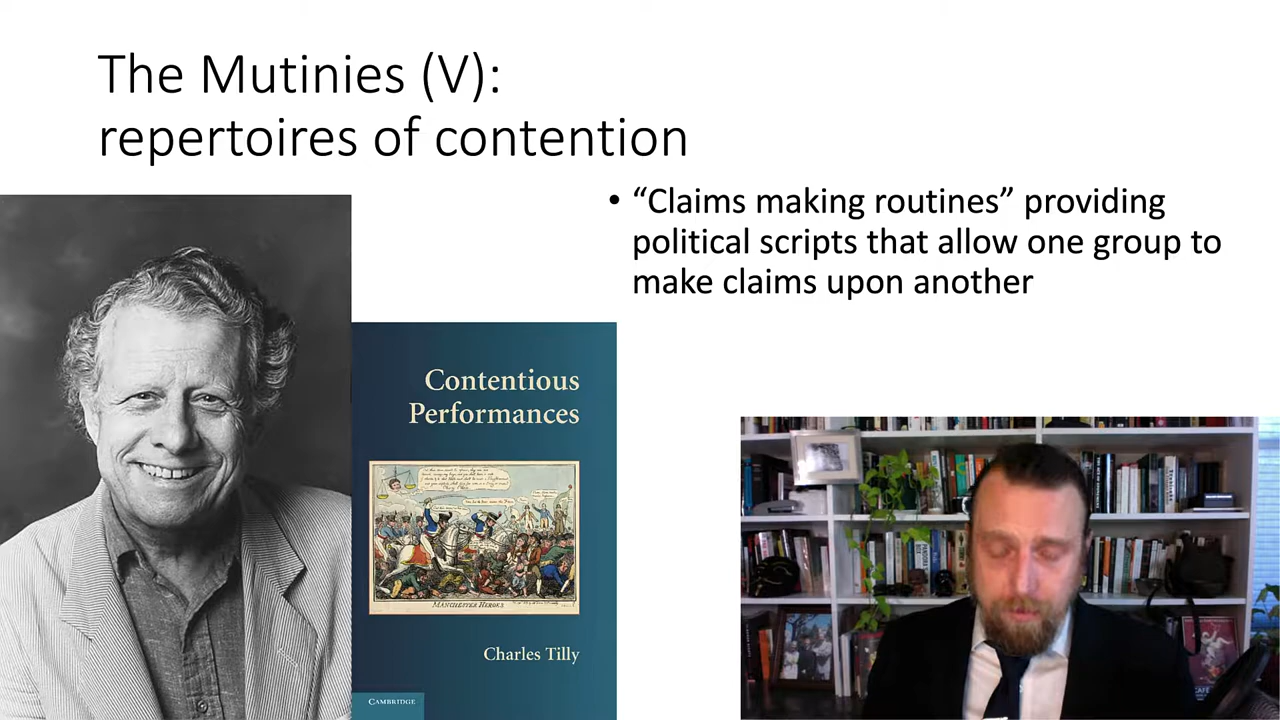 The Mutinies (V):
repertoires of contention
• “Claims making routines” providing
political scripts that allow one group to
make claims upon another
Contentious
Performances
MANCHESTER HEROES
Charles Tilly
CAMBRIDGE